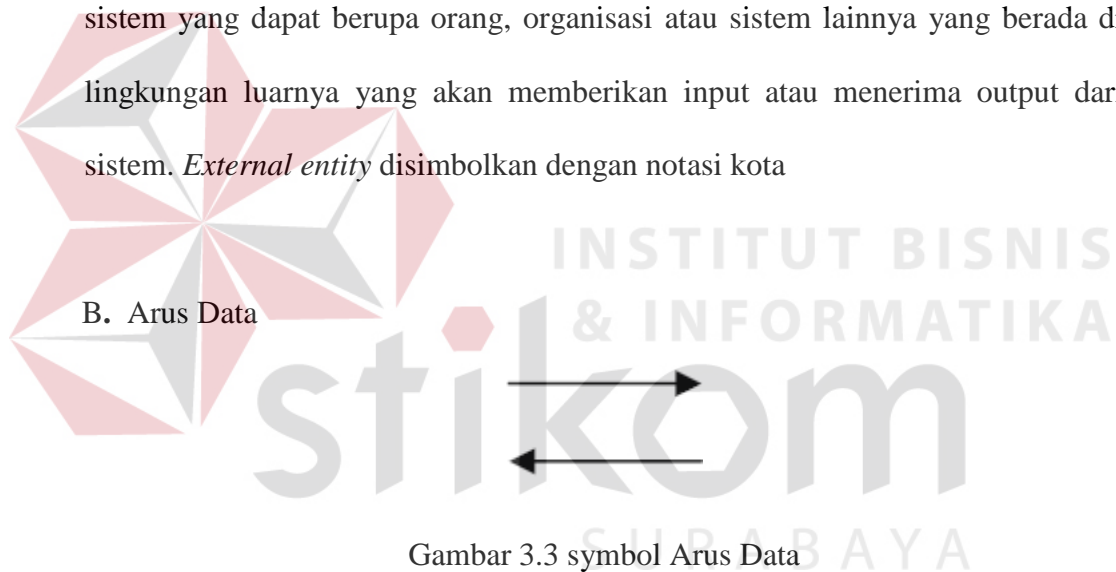 sistem yang dapat berupa orang, organisasi atau sistem lainnya yang berada di
lingkungan luarnya yang akan memberikan input atau menerima output dar
sistem. External entity disimbolkan dengan notasi kota
INSTITUT BISNIS
& INFORMATIKA
B. Arus Data
stikom
SURABAYA
Gambar 3.3 symbol Arus Data